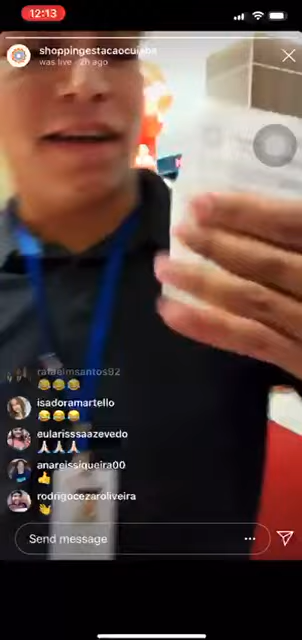 12:13
shoppingestacaocuiaba
was live · 2h ago
rafaelmsantos92
isadoramartello
😂😂😂
eularisssaazevedo
🙏🏻🙏🏻🙏🏻
anareissiqueira00
👍
rodrigocezaroliveira
👏
Send message